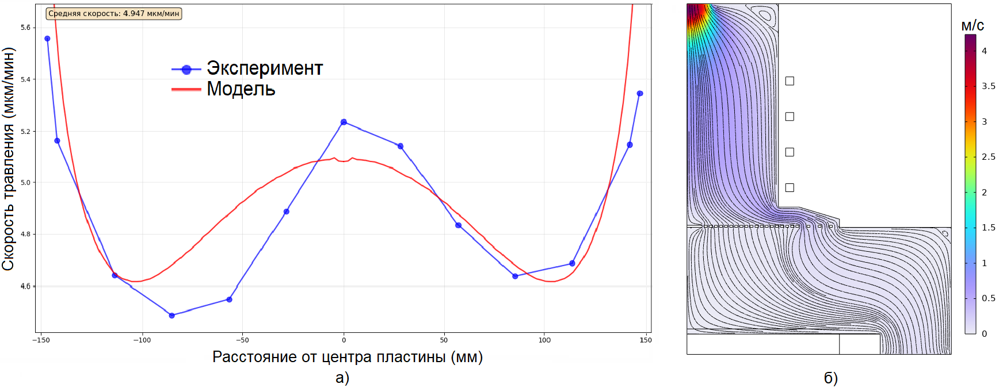 Средняя скорость: 4.947 мкм/мин
Скорость травления (мкм/мин)
5.6
5.4
5.2
5.0
4.8
4.6
Эксперимент
Модель
−150
−100
−50
0
50
100
150
Расстояние от центра пластины (мм)
а)
м/с
4
3.5
3
2.5
2
1.5
1
0.5
0
б)